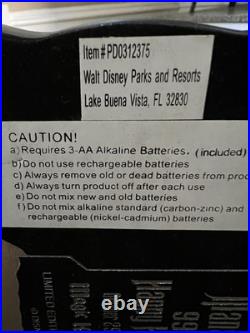 Item#PD0312375
Walt Disney Parks and Resorts
Lake Buena Vista, FL 32830
CAUTION!
a) Requires 3-AA Alkaline Batteries. (included)
b) Do not use rechargeable batteries
c) Always remove old or dead batteries from prod
d) Always turn product off after each use
e) Do not mix new and old batteries
f) Do not mix alkaline standard (carbon-zinc) and
rechargeable (nickel-cadmium) batteries
LIMITED